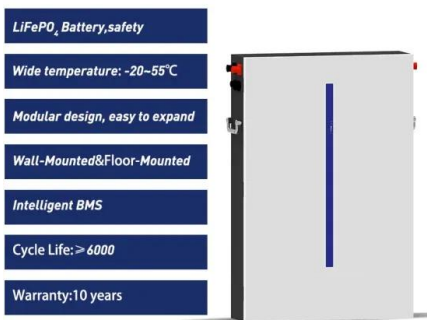 LiFePO₄ Battery,safety
Wide temperature: -20~55℃
Modular design, easy to expand
Wall-Mounted&Floor-Mounted
Intelligent BMS
Cycle Life:≥6000
Warranty:10 years